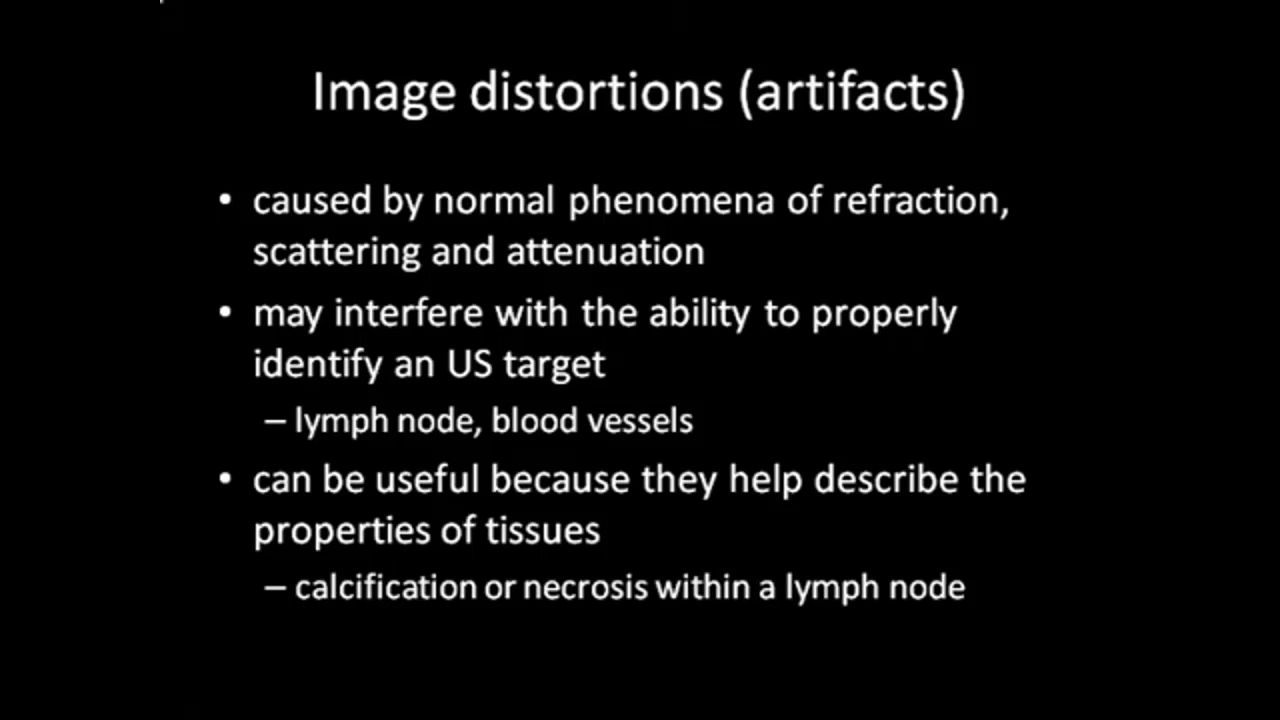 Image distortions (artifacts)
• caused by normal phenomena of refraction,
scattering and attenuation
• may interfere with the ability to properly
identify an US target
– lymph node, blood vessels
• can be useful because they help describe the
properties of tissues
– calcification or necrosis within a lymph node